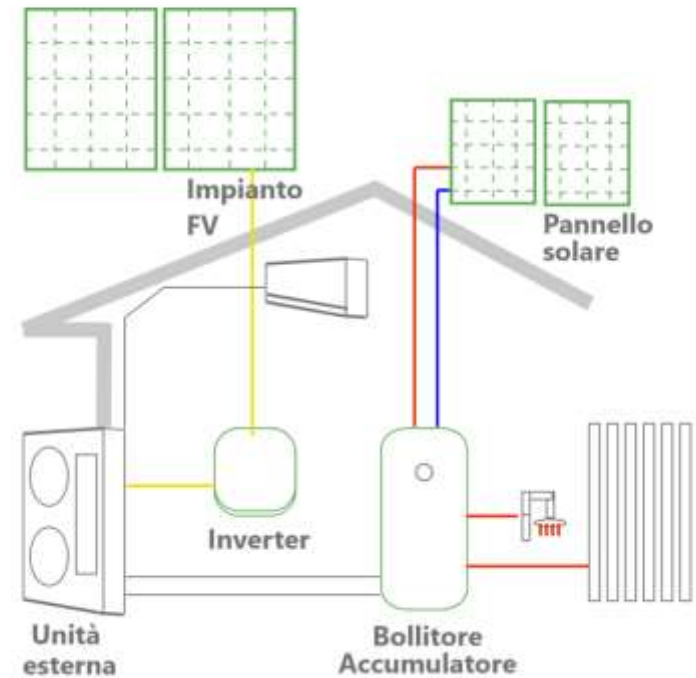 Impianto
FV
Pannello
solare
Inverter
Unità
esterna
Bollitore
Accumulatore